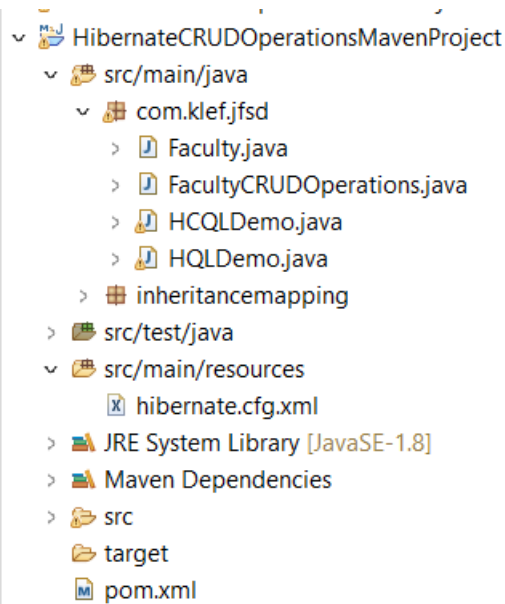 HibernateCRUDOperationsMavenProject
src/main/java
com.klef.jfsd
Faculty.java
FacultyCRUDOperations.java
HCQLDemo.java
HQLDemo.java
inheritancemapping
src/test/java
src/main/resources
hibernate.cfg.xml
JRE System Library [JavaSE-1.8]
Maven Dependencies
src
target
pom.xml